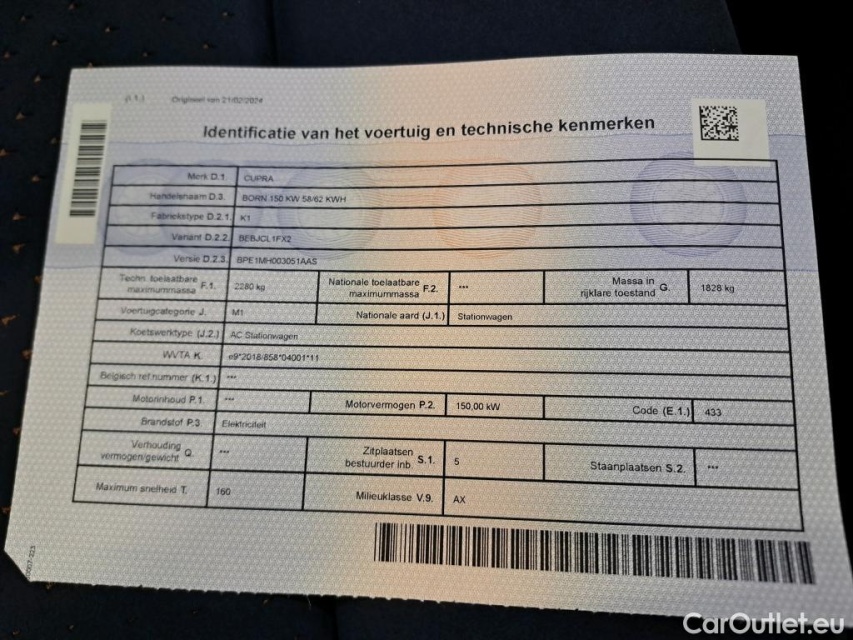 (I.1.) Origineel van 21/02/2024
Identificatie van het voertuig en technische kenmerken
Merk D.1. CUPRA
Handelsnaam D.3. BORN 150 KW 58/62 KWH
Fabriekstype D.2.1. K1
Variant D.2.2. BEBJCL1FX2
Versie D.2.3. BPE1MH003051AAS
Techn. toelaatbare maximummassa F.1. 2280 kg Nationale toelaatbare maximummassa F.2. *** Massa in rijklare toestand G. 1828 kg
Voertuigcategorie J. M1 Nationale aard (J.1.) Stationwagen
Koetswerktype (J.2.) AC Stationwagen
WVTA K. e9*2018/858*04001*11
Belgisch ref.nummer (K.1.) ***
Motorinhoud P.1. *** Motorvermogen P.2. 150,00 kW Code (E.1.) 433
Brandstof P.3 Elektriciteit
Verhouding vermogen/gewicht Q. *** Zitplaatsen bestuurder inb. S.1. 5 Staanplaatsen S.2. ***
Maximum snelheid T. 160 Milieuklasse V.9. AX
CarOutlet.eu